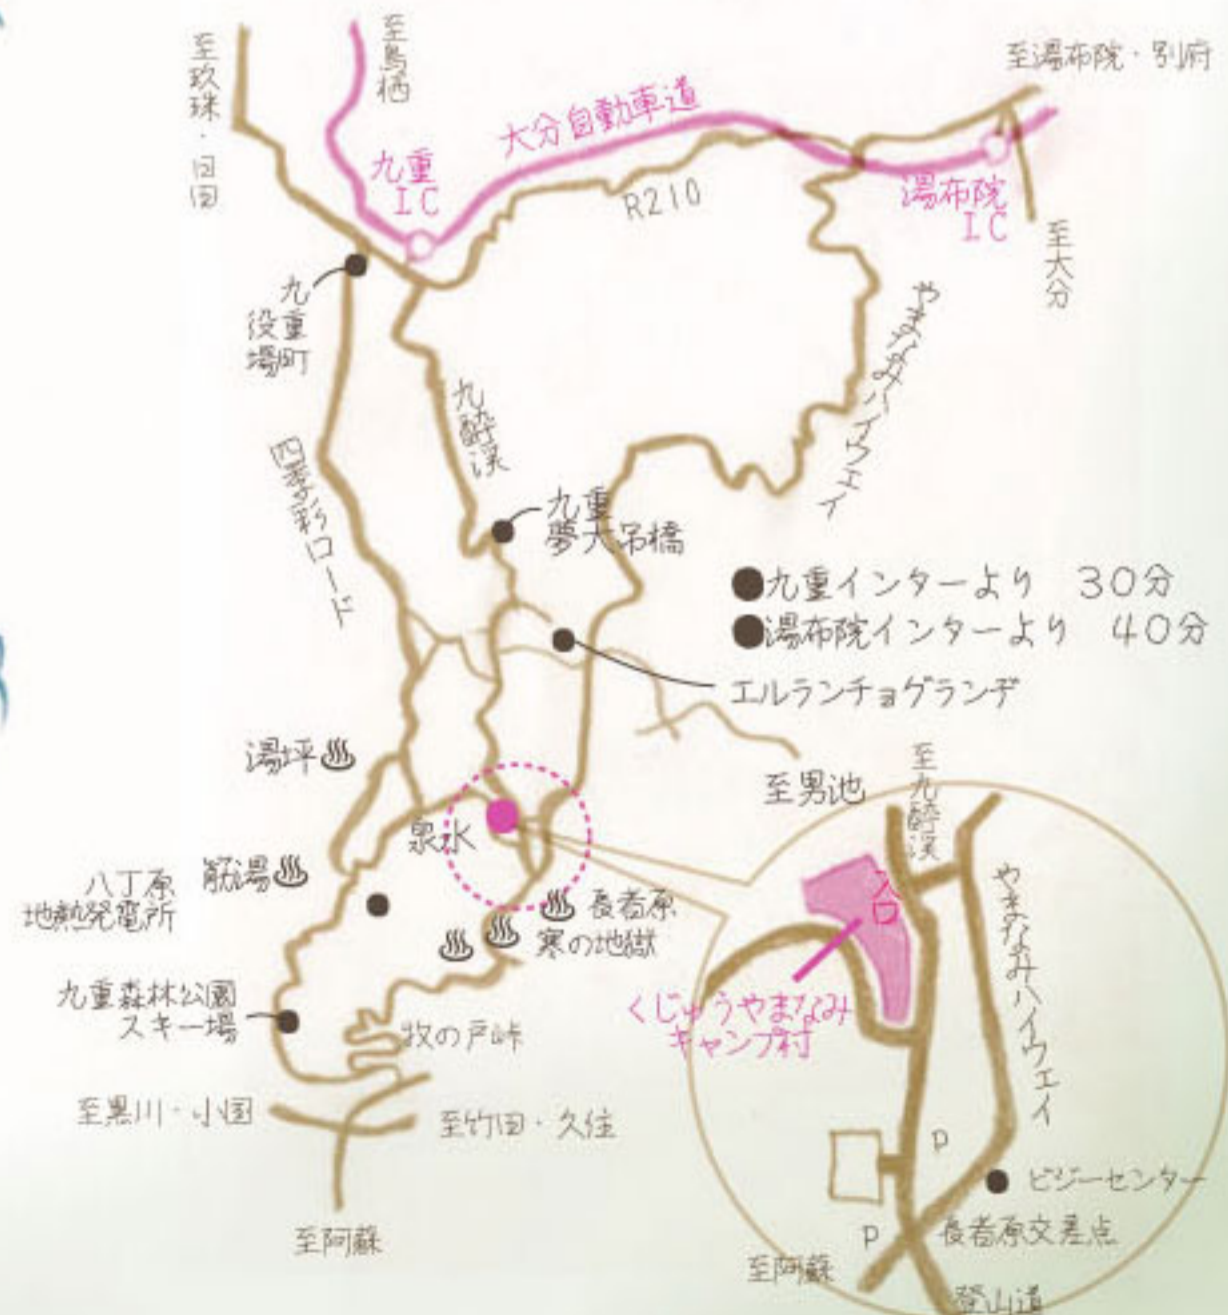 至玖珠・日田
至鳥栖
至湯布院・別府
大分自動車道
九重
IC
R210
湯布院
IC
至大分
九重町
役場
やまなみハイウェイ
九酔渓
四季彩ロード
九重
夢大吊橋
●九重インターより 30分
●湯布院インターより 40分
エルランチョグランデ
湯坪
至男池
至九酔渓
泉水
筋湯
八丁原
地熱発電所
長者原
寒の地獄
入口
やまなみハイウェイ
九重森林公園
スキー場
くじゅうやまなみ
キャンプ村
牧の戸峠
至黒川・小国
至竹田・久住
P
ビジーセンター
長者原交差点
P
至阿蘇
至阿蘇
登山道